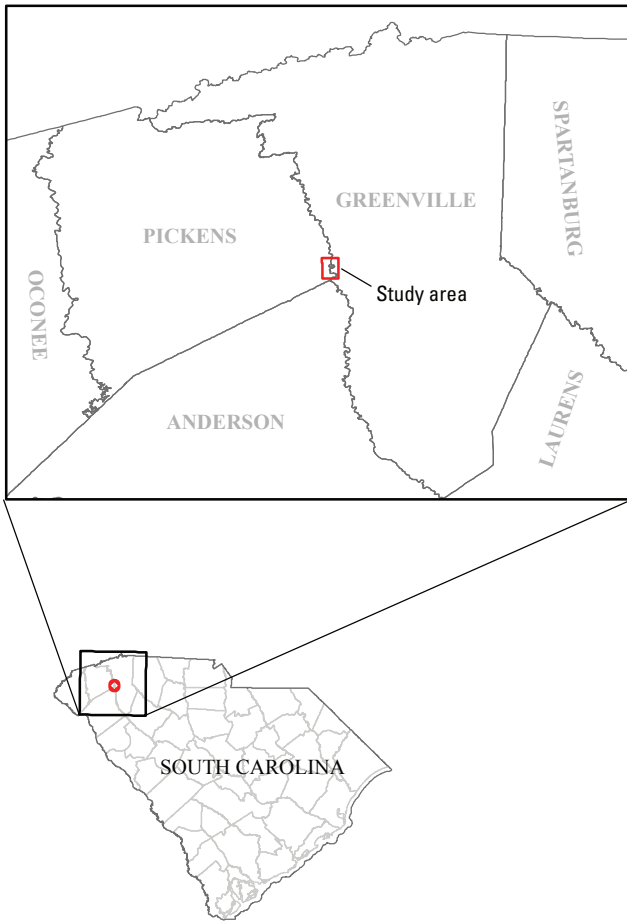 SPARTANBURG
GREENVILLE
PICKENS
OCONEE
Study area
ANDERSON
LAURENS
SOUTH CAROLINA